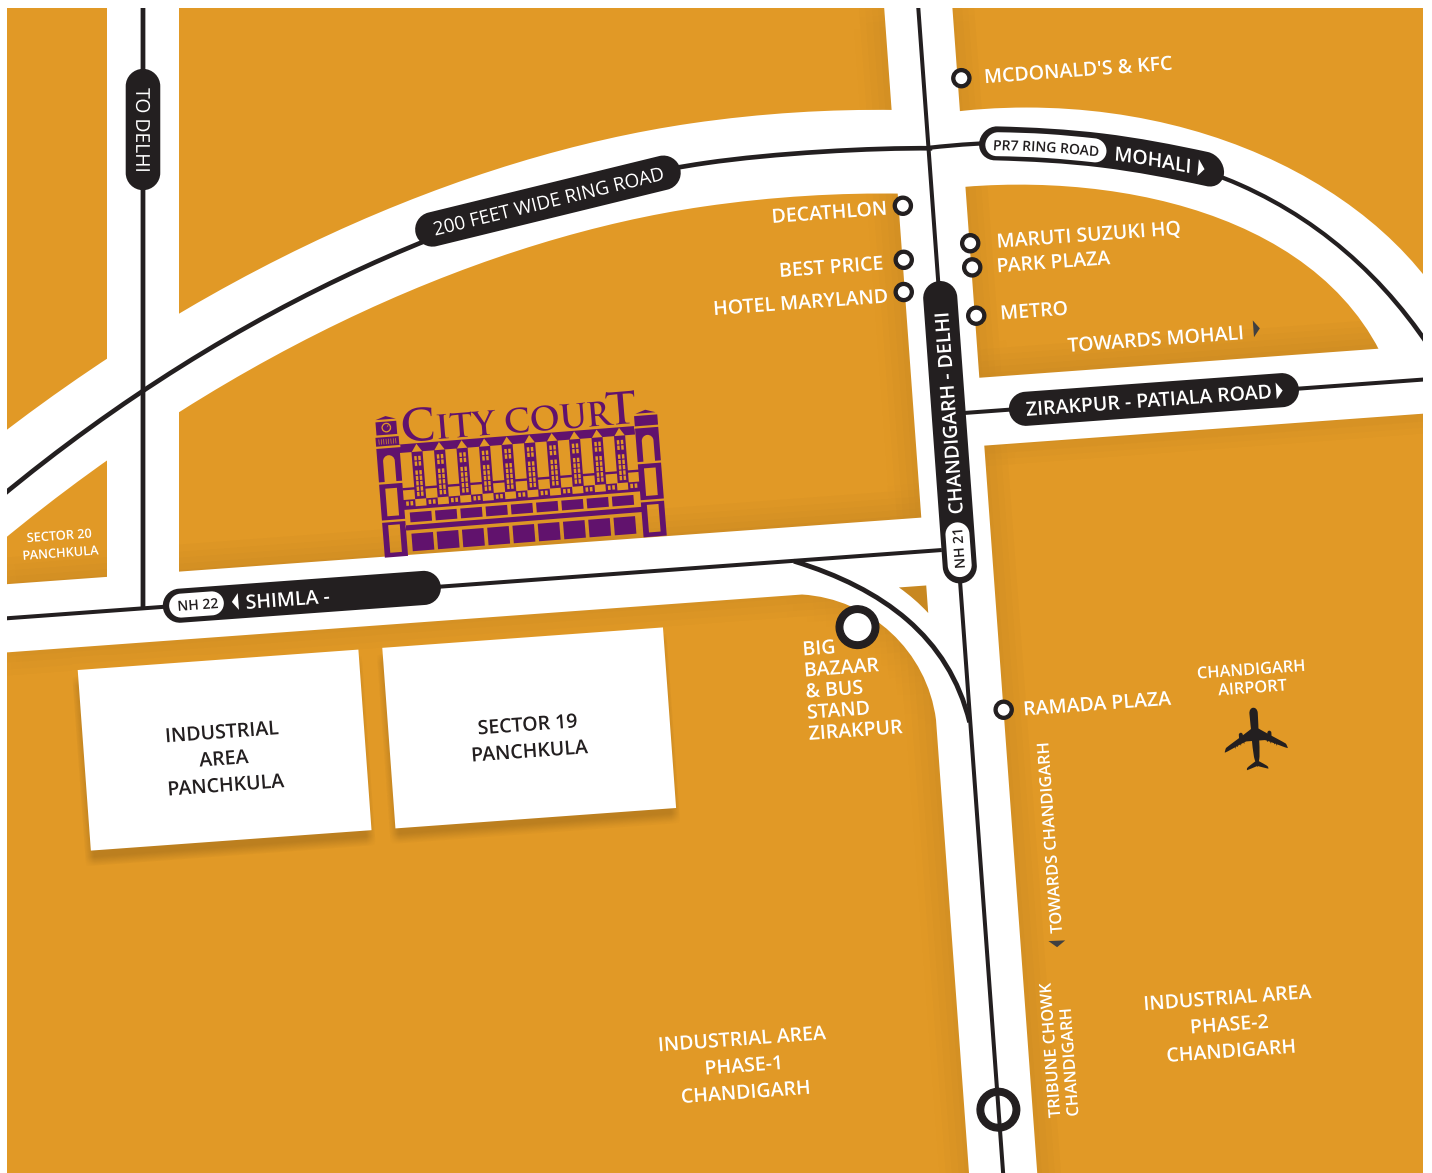 MCDONALD'S & KFC
TO DELHI
PR7 RING ROAD MOHALI
200 FEET WIDE RING ROAD
DECATHLON
MARUTI SUZUKI HQ
PARK PLAZA
BEST PRICE
HOTEL MARYLAND
METRO
TOWARDS MOHALI
CHANDIGARH - DELHI
NH 21
ZIRAKPUR - PATIALA ROAD
CITY COURT
SECTOR 20
PANCHKULA
NH 22 SHIMLA -
BIG
BAZAAR
& BUS
STAND
ZIRAKPUR
CHANDIGARH
AIRPORT
RAMADA PLAZA
INDUSTRIAL
AREA
PANCHKULA
SECTOR 19
PANCHKULA
TOWARDS CHANDIGARH
TRIBUNE CHOWK
CHANDIGARH
INDUSTRIAL AREA
PHASE-2
CHANDIGARH
INDUSTRIAL AREA
PHASE-1
CHANDIGARH